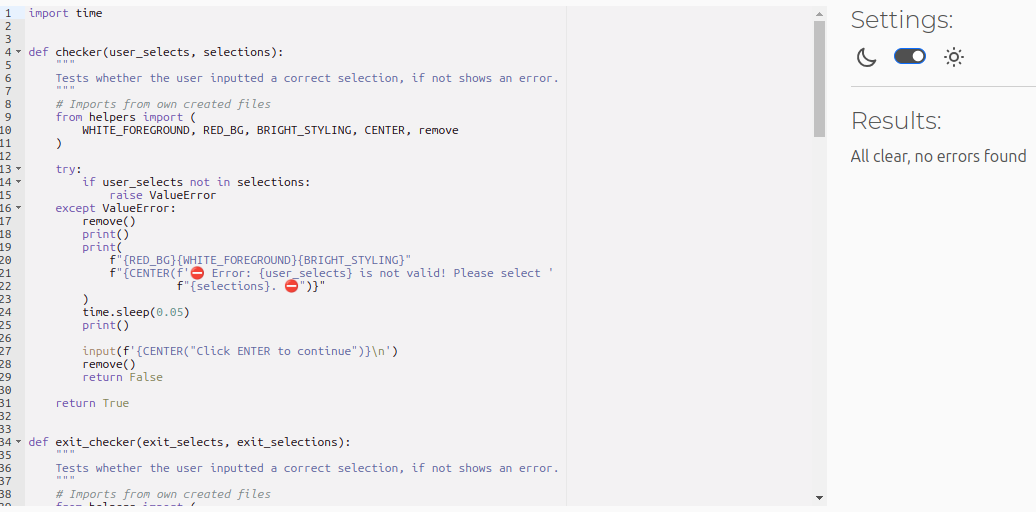 1 import time
2
3
4 def checker(user_selects, selections):
5     """
6     Tests whether the user inputted a correct selection, if not shows an error.
7     """
8     # Imports from own created files
9     from helpers import (
10         WHITE_FOREGROUND, RED_BG, BRIGHT_STYLING, CENTER, remove
11     )
12
13     try:
14         if user_selects not in selections:
15             raise ValueError
16     except ValueError:
17         remove()
18         print()
19         print(
20             f"{RED_BG}{WHITE_FOREGROUND}{BRIGHT_STYLING}"
21             f"{CENTER(f'⛔ Error: {user_selects} is not valid! Please select '
22                       f"{selections}. ⛔")}"
23         )
24         time.sleep(0.05)
25         print()
26
27         input(f'{CENTER("Click ENTER to continue")}\n')
28         remove()
29         return False
30
31     return True
32
33
34 def exit_checker(exit_selects, exit_selections):
35     """
36     Tests whether the user inputted a correct selection, if not shows an error.
37     """
38     # Imports from own created files
Settings:
Results:
All clear, no errors found